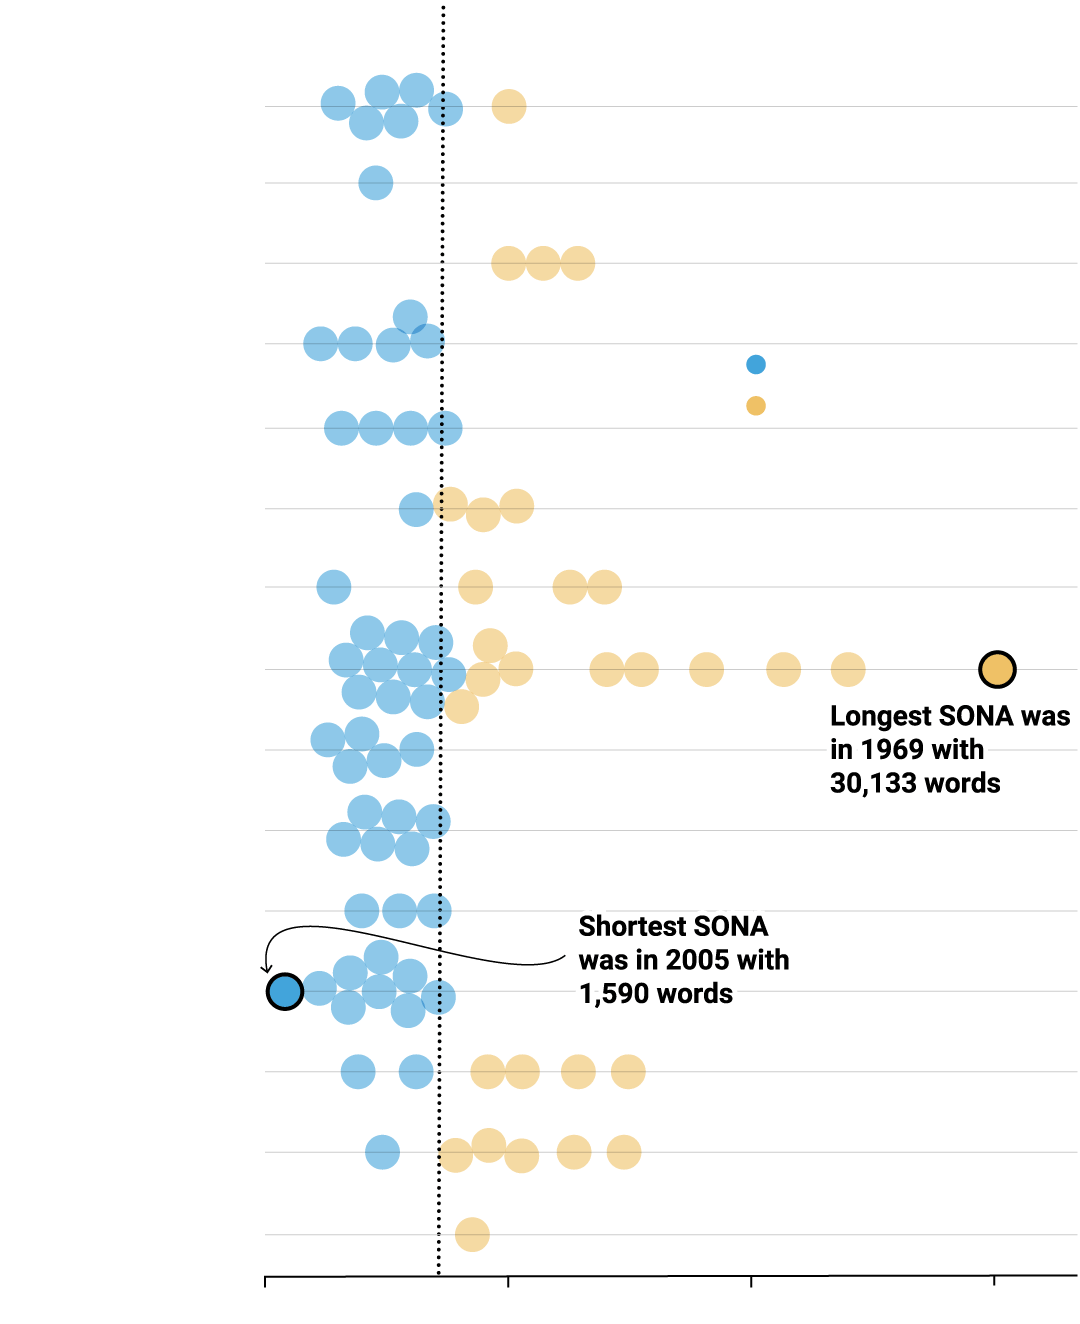 Longest SONA was
in 1969 with
30,133 words
Shortest SONA
was in 2005 with
1,590 words